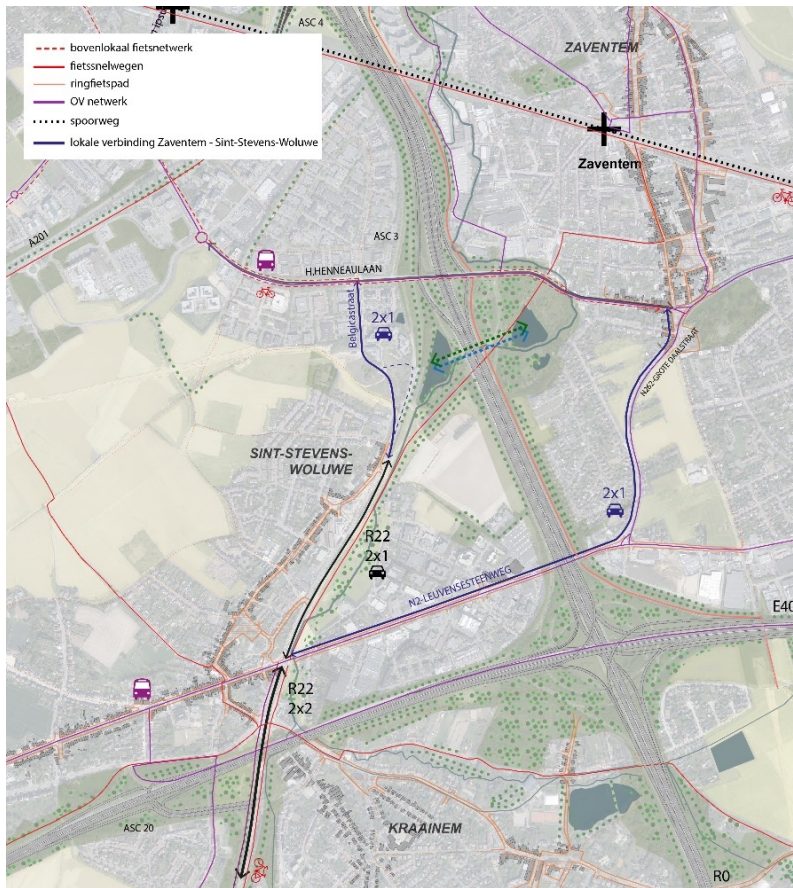 ASC 4
bovenlokaal fietsnetwerk
fietssnelwegen
ringfietspad
OV netwerk
spoorweg
lokale verbinding Zaventem - Sint-Stevens-Woluwe
ZAVENTEM
Zaventem
A201
ASC 3
H.HENNEAULAAN
Belgicastraat
2x1
N262-GROTE DAALSTRAAT
SINT-STEVENS-
WOLUWE
2x1
R22
2x1
N2-LEUVENSESTEENWEG
E40
R22
2x2
ASC 20
KRAAINEM
R0